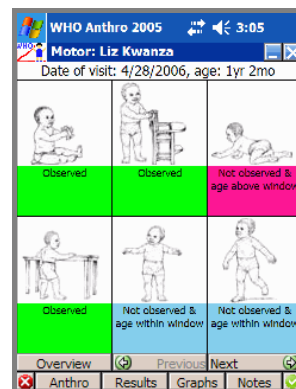 WHO Anthro 2005 3:05
Motor: Liz Kwanza
Date of visit: 4/28/2006, age: 1yr 2mo
Observed Observed Not observed &
age above window
Observed Not observed & Not observed &
age within window age within window
Overview Previous Next
Anthro Results Graphs Notes